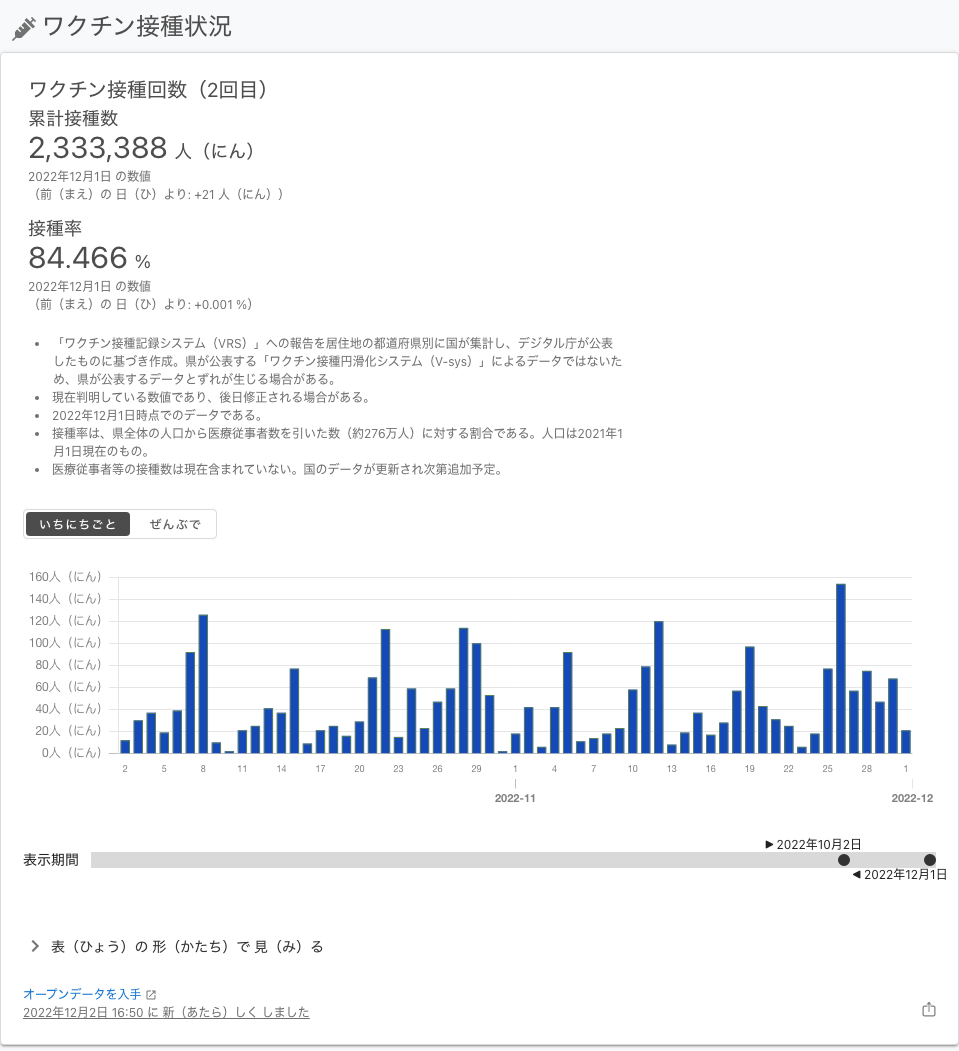 ワクチン接種状況
ワクチン接種回数（2回目）
累計接種数
2,333,388 人（にん）
2022年12月1日 の数値
（前（まえ）の 日（ひ）より: +21 人（にん））
接種率
84.466 %
2022年12月1日 の数値
（前（まえ）の 日（ひ）より: +0.001 %）
• 「ワクチン接種記録システム（VRS）」への報告を居住地の都道府県別に国が集計し、デジタル庁が公表
したものに基づき作成。県が公表する「ワクチン接種円滑化システム（V-sys）」によるデータではないた
め、県が公表するデータとずれが生じる場合がある。
• 現在判明している数値であり、後日修正される場合がある。
• 2022年12月1日時点でのデータである。
• 接種率は、県全体の人口から医療従事者数を引いた数（約276万人）に対する割合である。人口は2021年1
月1日現在のもの。
• 医療従事者等の接種数は現在含まれていない。国のデータが更新され次第追加予定。
いちにちごと ぜんぶで
160人（にん）
140人（にん）
120人（にん）
100人（にん）
80人（にん）
60人（にん）
40人（にん）
20人（にん）
0人（にん）
2 5 8 11 14 17 20 23 26 29 1 4 7 10 13 16 19 22 25 28 1
2022-11 2022-12
▶ 2022年10月2日
表示期間
◀ 2022年12月1日
表（ひょう）の 形（かたち）で 見（み）る
オープンデータを入手
2022年12月2日 16:50 に 新（あたら）しく しました